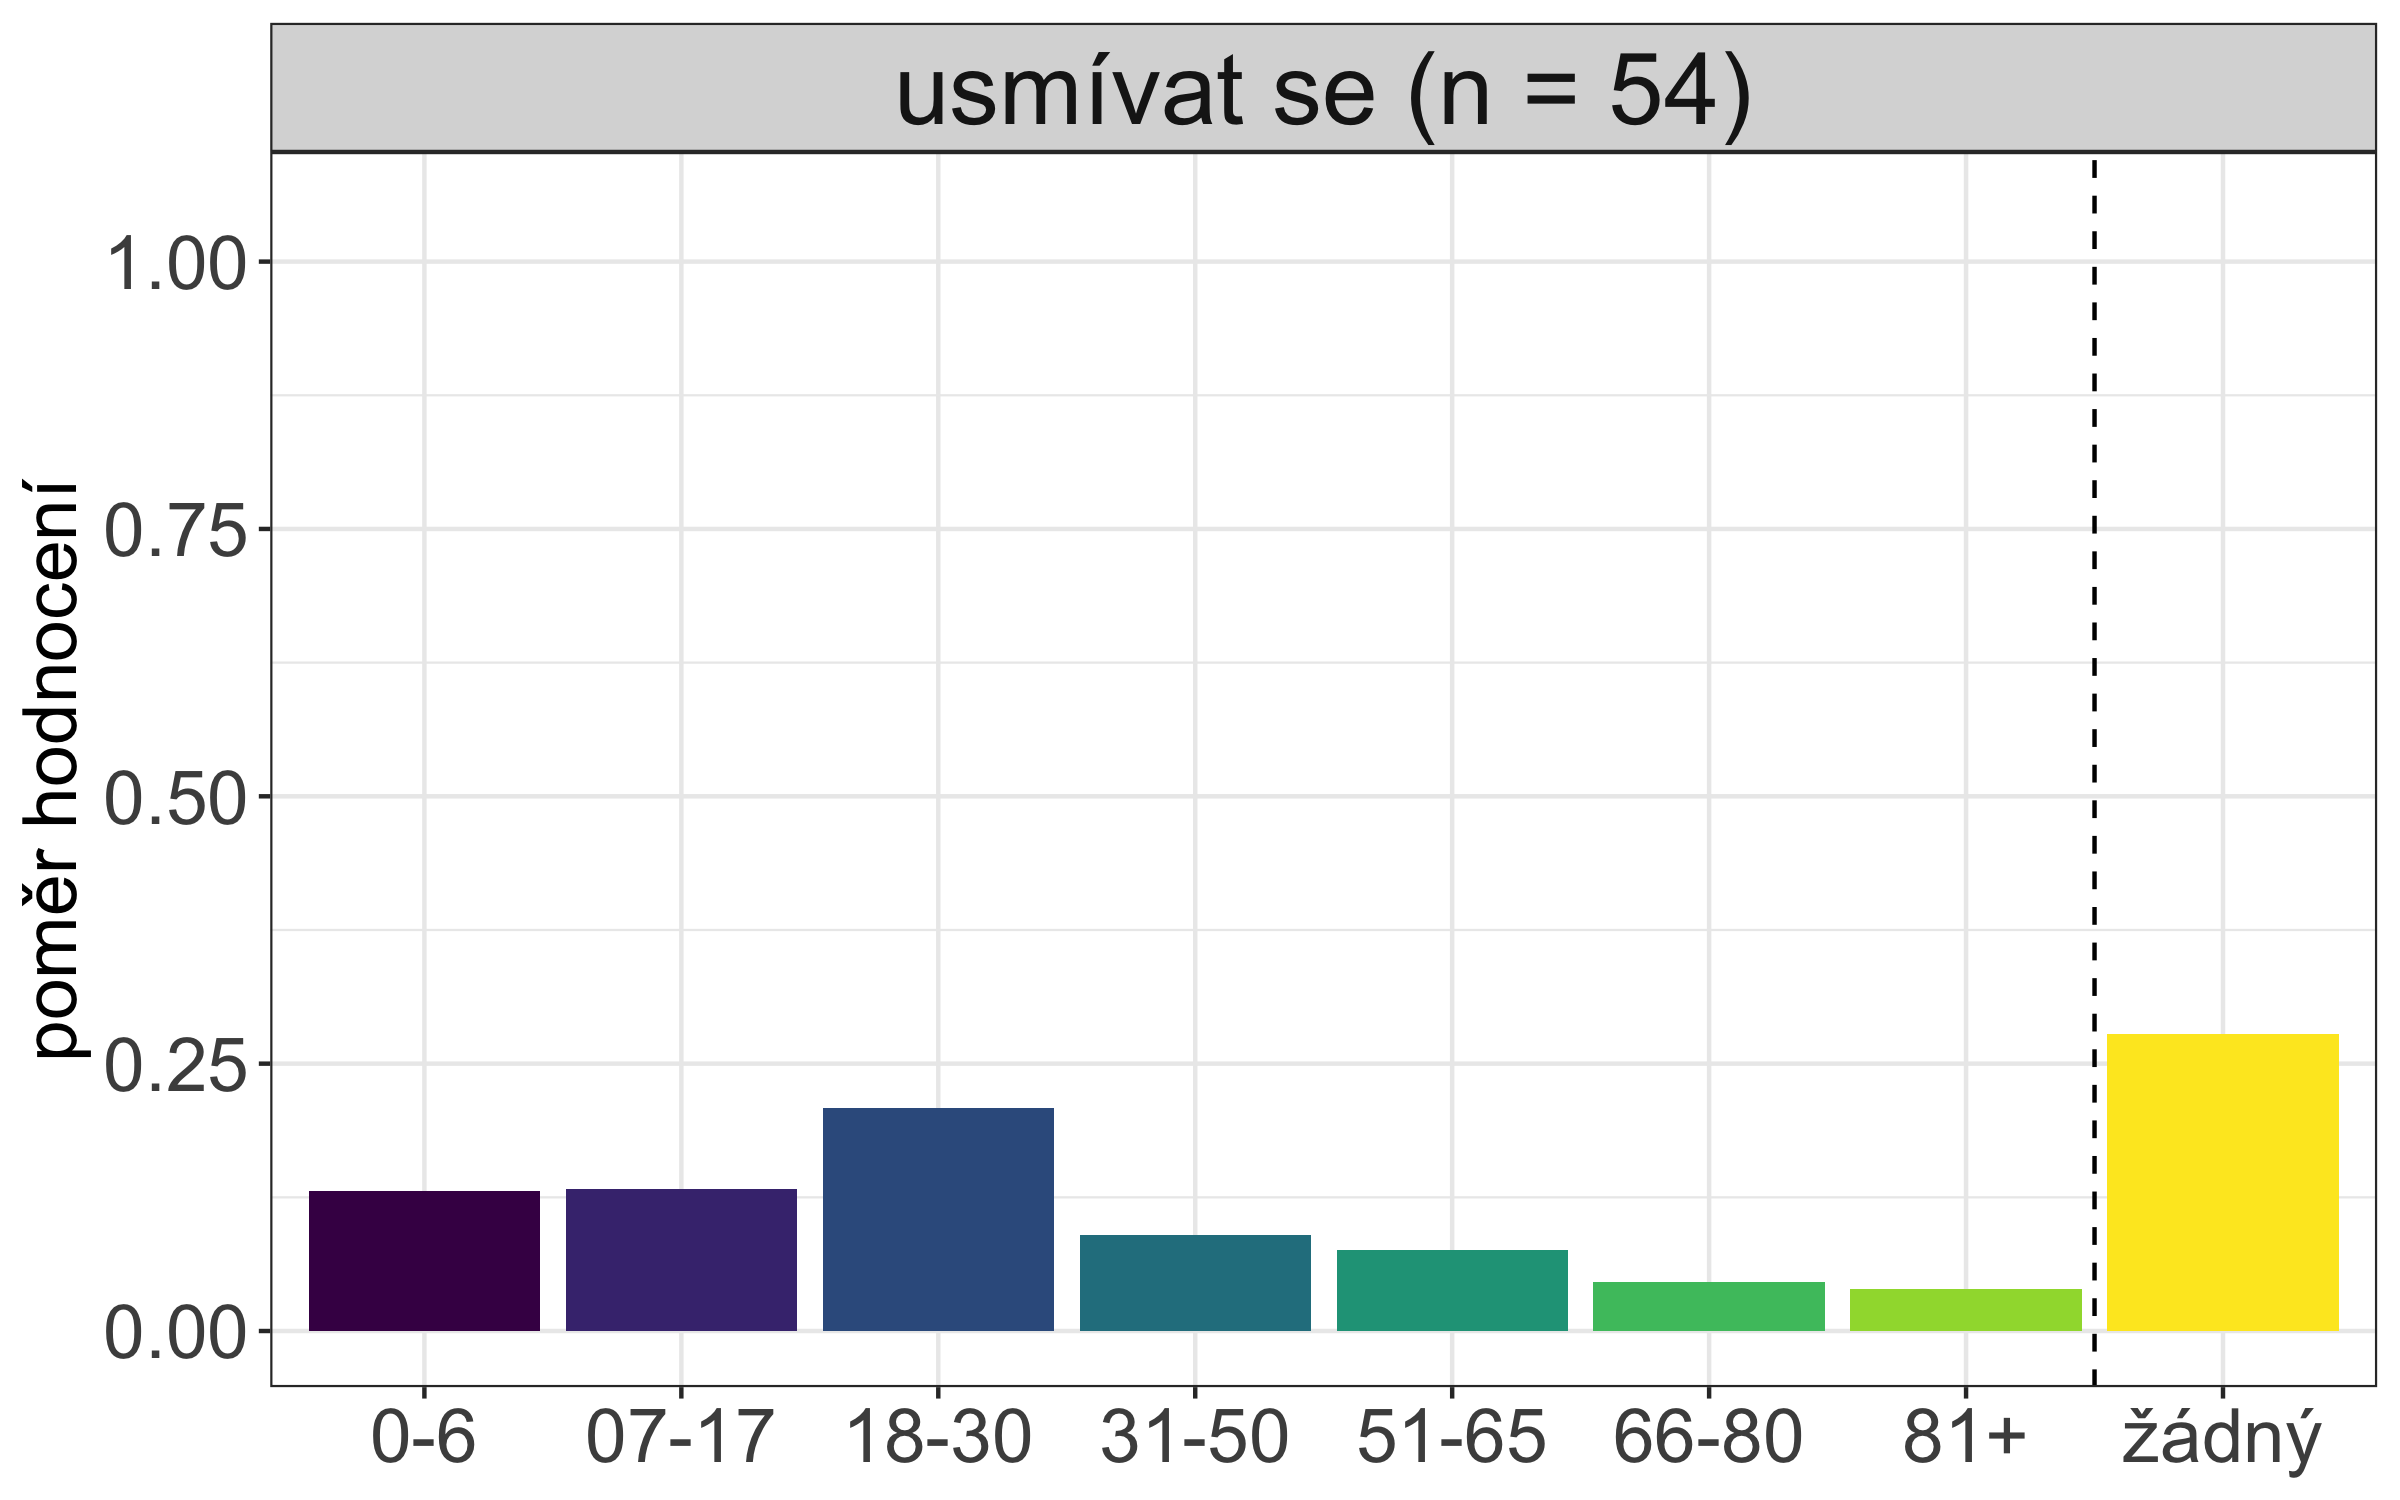 usmívat se (n = 54)
poměr hodnocení
1.00
0.75
0.50
0.25
0.00
0-6 07-17 18-30 31-50 51-65 66-80 81+ žádný